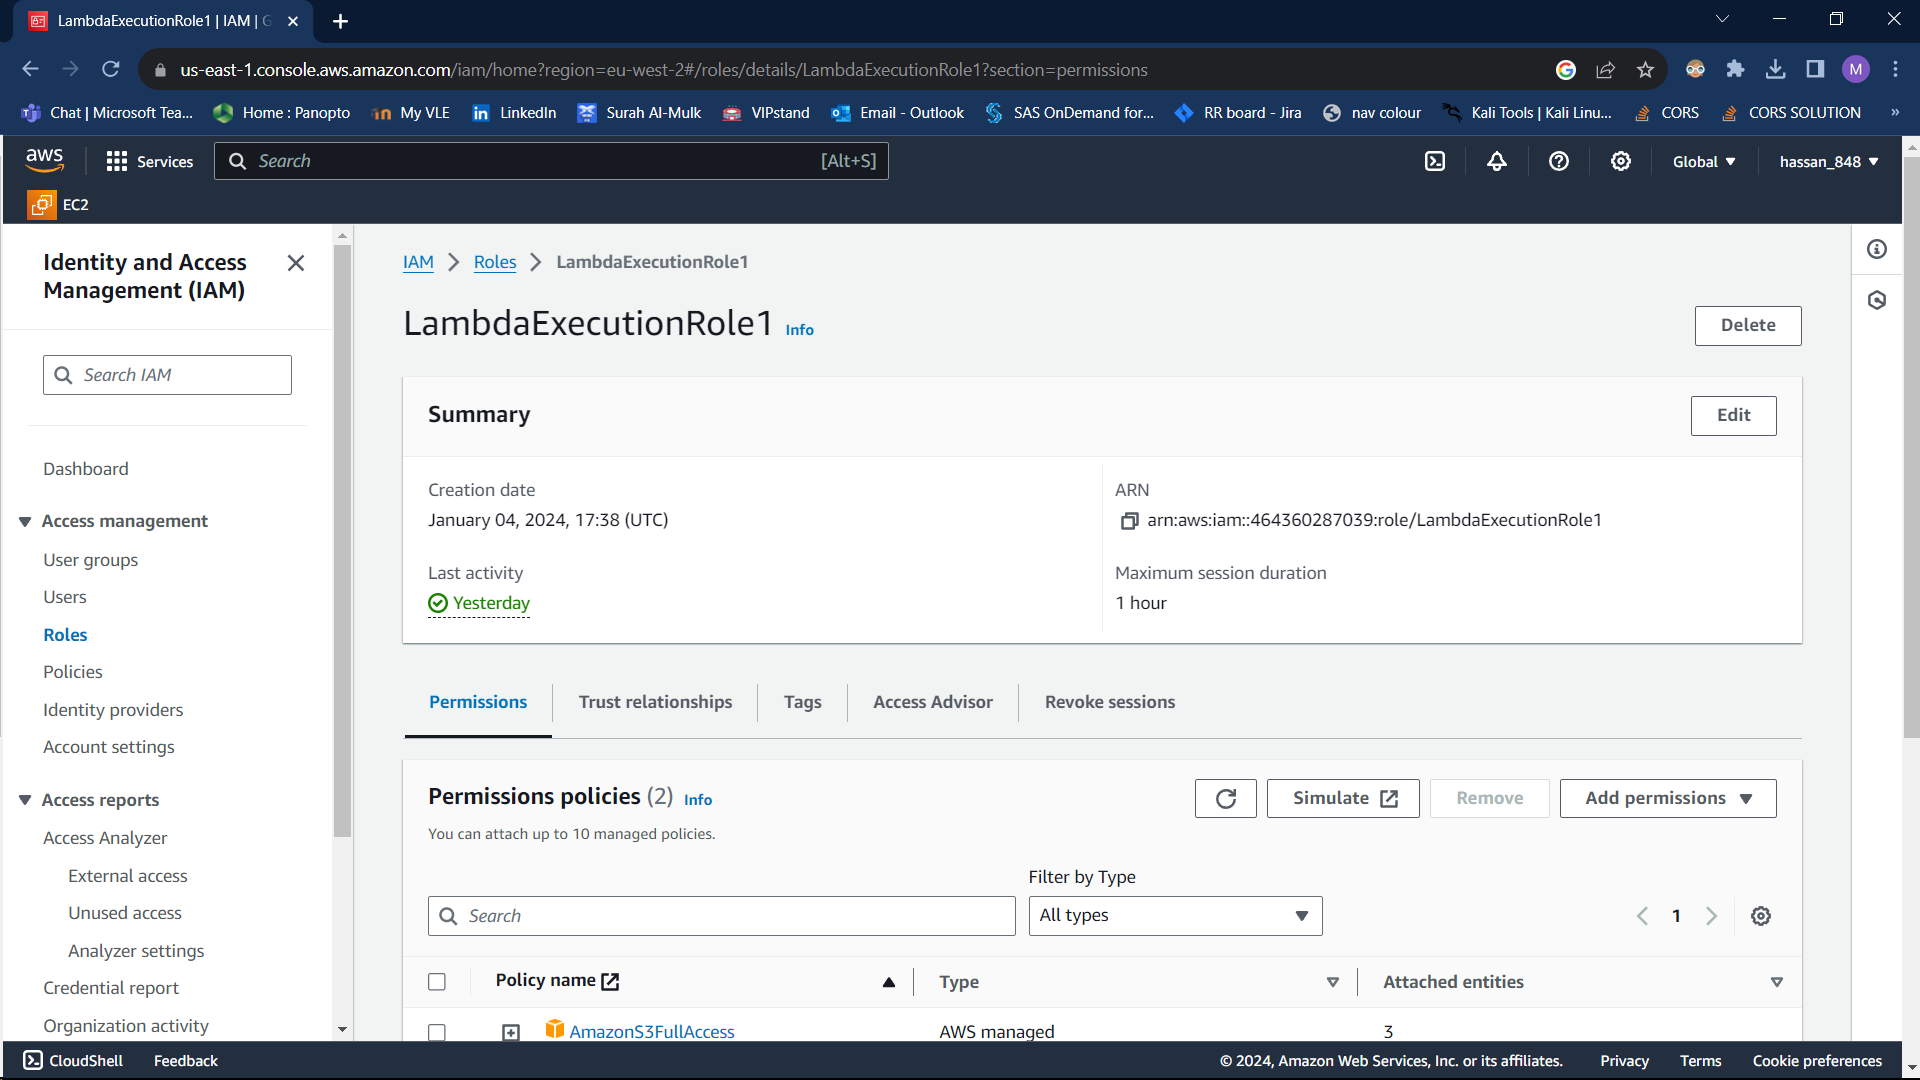 LambdaExecutionRole1 | IAM | G
us-east-1.console.aws.amazon.com/iam/home?region=eu-west-2#/roles/details/LambdaExecutionRole1?section=permissions
M
Chat | Microsoft Tea... Home : Panopto My VLE LinkedIn Surah Al-Mulk VIPstand Email - Outlook SAS OnDemand for... RR board - Jira nav colour Kali Tools | Kali Linu... CORS CORS SOLUTION »
aws Services Search [Alt+S] Global hassan_848
EC2
Identity and Access
Management (IAM)
Search IAM
Dashboard
Access management
User groups
Users
Roles
Policies
Identity providers
Account settings
Access reports
Access Analyzer
External access
Unused access
Analyzer settings
Credential report
Organization activity
IAM > Roles > LambdaExecutionRole1
LambdaExecutionRole1 Info
Delete
Summary
Edit
Creation date
January 04, 2024, 17:38 (UTC)
ARN
arn:aws:iam::464360287039:role/LambdaExecutionRole1
Last activity
Yesterday
Maximum session duration
1 hour
Permissions Trust relationships Tags Access Advisor Revoke sessions
Permissions policies (2) Info
Simulate Remove Add permissions
You can attach up to 10 managed policies.
Filter by Type
Search All types 1
Policy name Type Attached entities
AmazonS3FullAccess AWS managed 3
CloudShell Feedback © 2024, Amazon Web Services, Inc. or its affiliates. Privacy Terms Cookie preferences